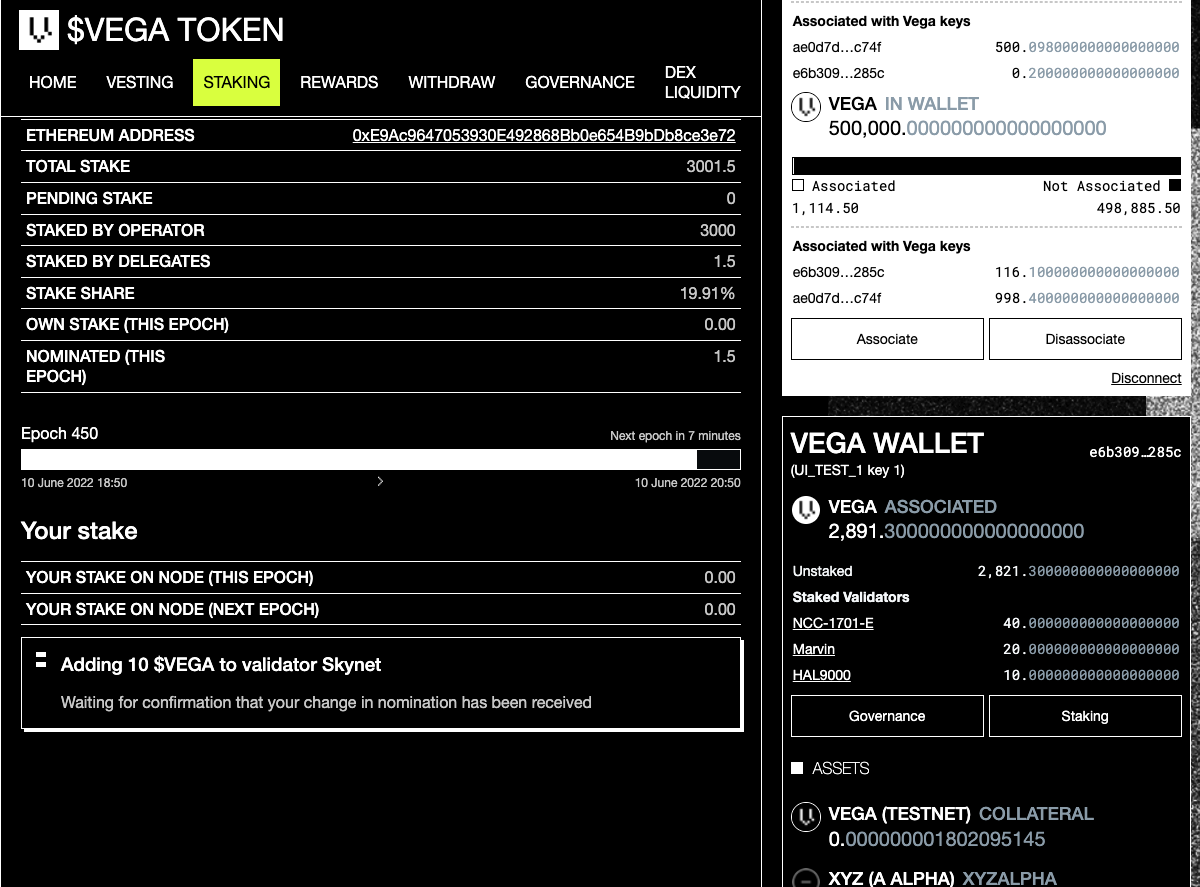 $VEGA TOKEN
HOME VESTING STAKING REWARDS WITHDRAW GOVERNANCE DEX LIQUIDITY
ETHEREUM ADDRESS 0xE9Ac9647053930E492868Bb0e654B9bDb8ce3e72
TOTAL STAKE 3001.5
PENDING STAKE 0
STAKED BY OPERATOR 3000
STAKED BY DELEGATES 1.5
STAKE SHARE 19.91%
OWN STAKE (THIS EPOCH) 0.00
NOMINATED (THIS 1.5
EPOCH)
Epoch 450 Next epoch in 7 minutes
10 June 2022 18:50 10 June 2022 20:50
Your stake
YOUR STAKE ON NODE (THIS EPOCH) 0.00
YOUR STAKE ON NODE (NEXT EPOCH) 0.00
Adding 10 $VEGA to validator Skynet
Waiting for confirmation that your change in nomination has been received
Associated with Vega keys
ae0d7d…c74f 500.098000000000000000
e6b309…285c 0.200000000000000000
VEGA IN WALLET
500,000.000000000000000000
Associated Not Associated
1,114.50 498,885.50
Associated with Vega keys
e6b309…285c 116.100000000000000000
ae0d7d…c74f 998.400000000000000000
Associate Disassociate
Disconnect
VEGA WALLET e6b309…285c
(UI_TEST_1 key 1)
VEGA ASSOCIATED
2,891.300000000000000000
Unstaked 2,821.300000000000000000
Staked Validators
NCC-1701-E 40.000000000000000000
Marvin 20.000000000000000000
HAL9000 10.000000000000000000
Governance Staking
ASSETS
VEGA (TESTNET) COLLATERAL
0.000000001802095145
XYZ (A ALPHA) XYZALPHA